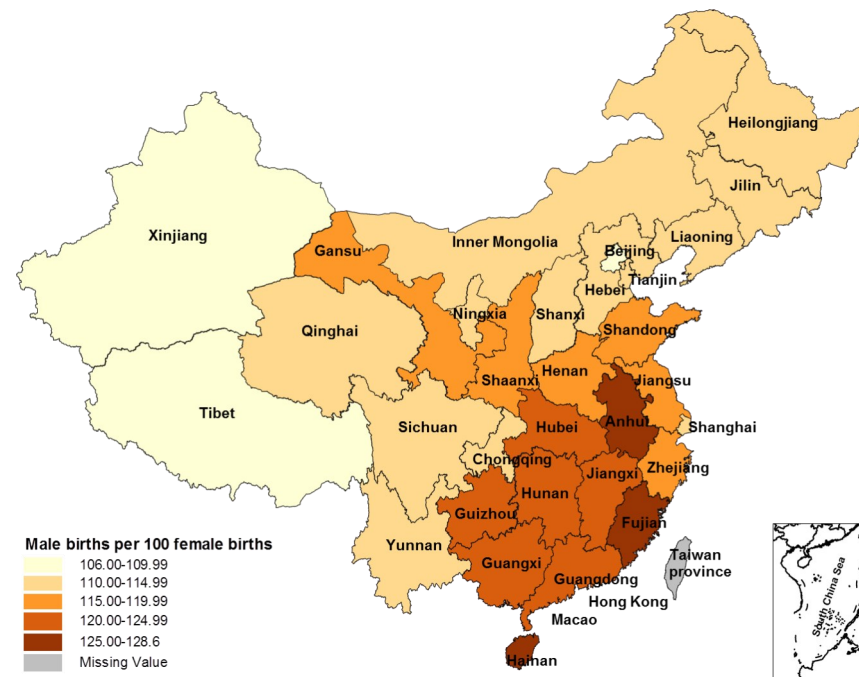 Heilongjiang
Jilin
Xinjiang
Liaoning
Inner Mongolia
Gansu
Beijing
Tianjin
Hebei
Ningxia
Shanxi
Qinghai
Shandong
Henan
Shaanxi
Jiangsu
Tibet
Anhui
Sichuan
Hubei
Shanghai
Chongqing
Zhejiang
Jiangxi
Hunan
Guizhou
Fujian
Yunnan
Guangxi
Taiwan
province
Guangdong
Hong Kong
Macao
Hainan
Male births per 100 female births
106.00-109.99
110.00-114.99
115.00-119.99
120.00-124.99
125.00-128.6
Missing Value
South China Sea